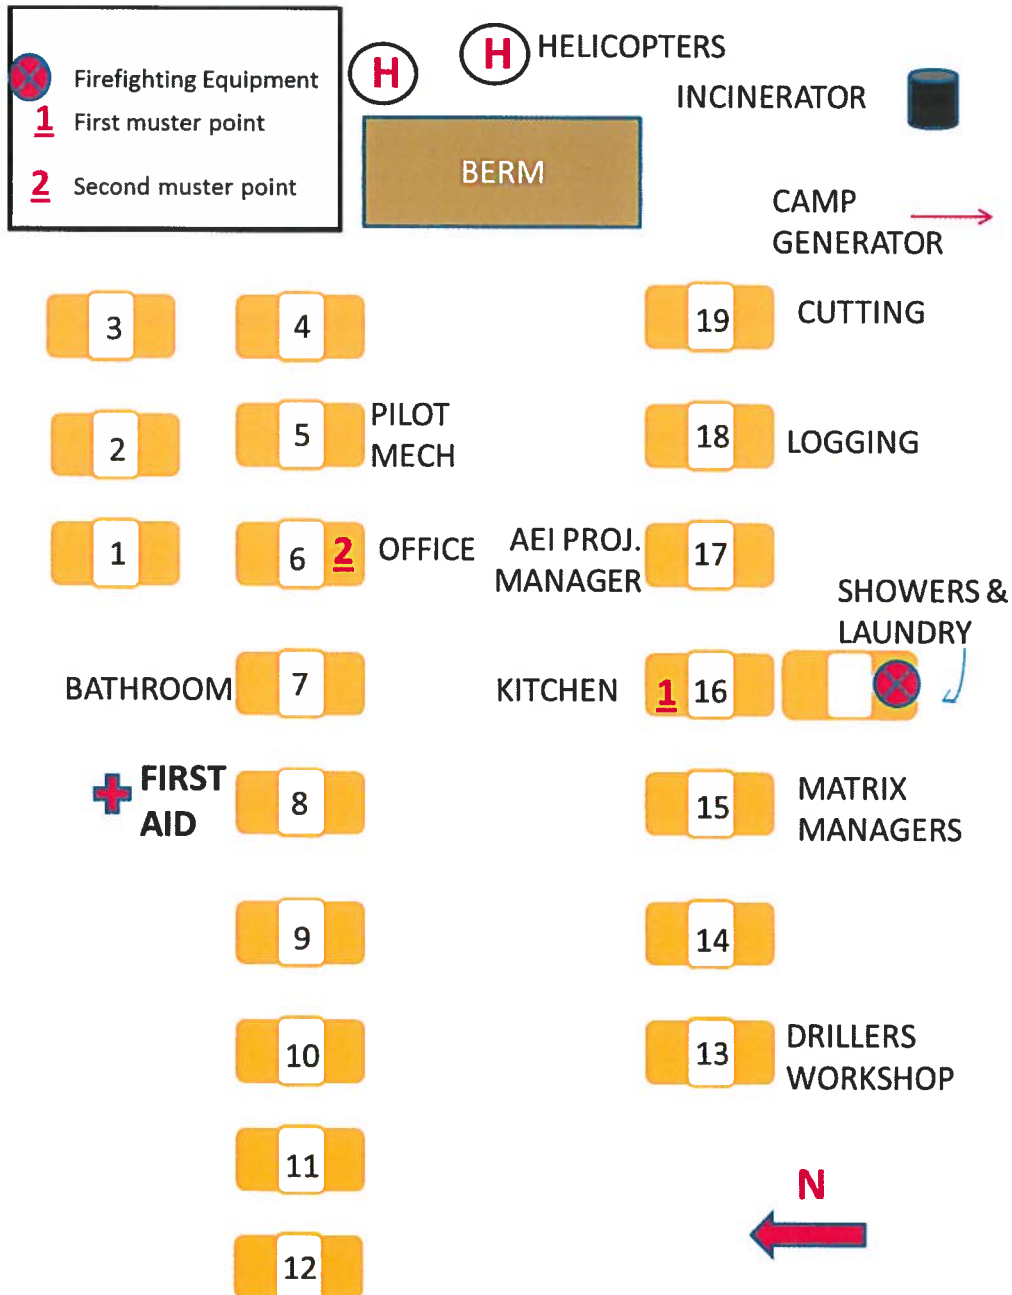 H
H HELICOPTERS
Firefighting Equipment
1 First muster point
2 Second muster point
INCINERATOR
BERM
CAMP
GENERATOR
3
4
19
CUTTING
2
5
PILOT
MECH
18
LOGGING
1
6
2
OFFICE
AEI PROJ.
MANAGER
17
SHOWERS &
LAUNDRY
BATHROOM
7
KITCHEN
1
16
FIRST
AID
8
15
MATRIX
MANAGERS
9
14
10
13
DRILLERS
WORKSHOP
11
N
12